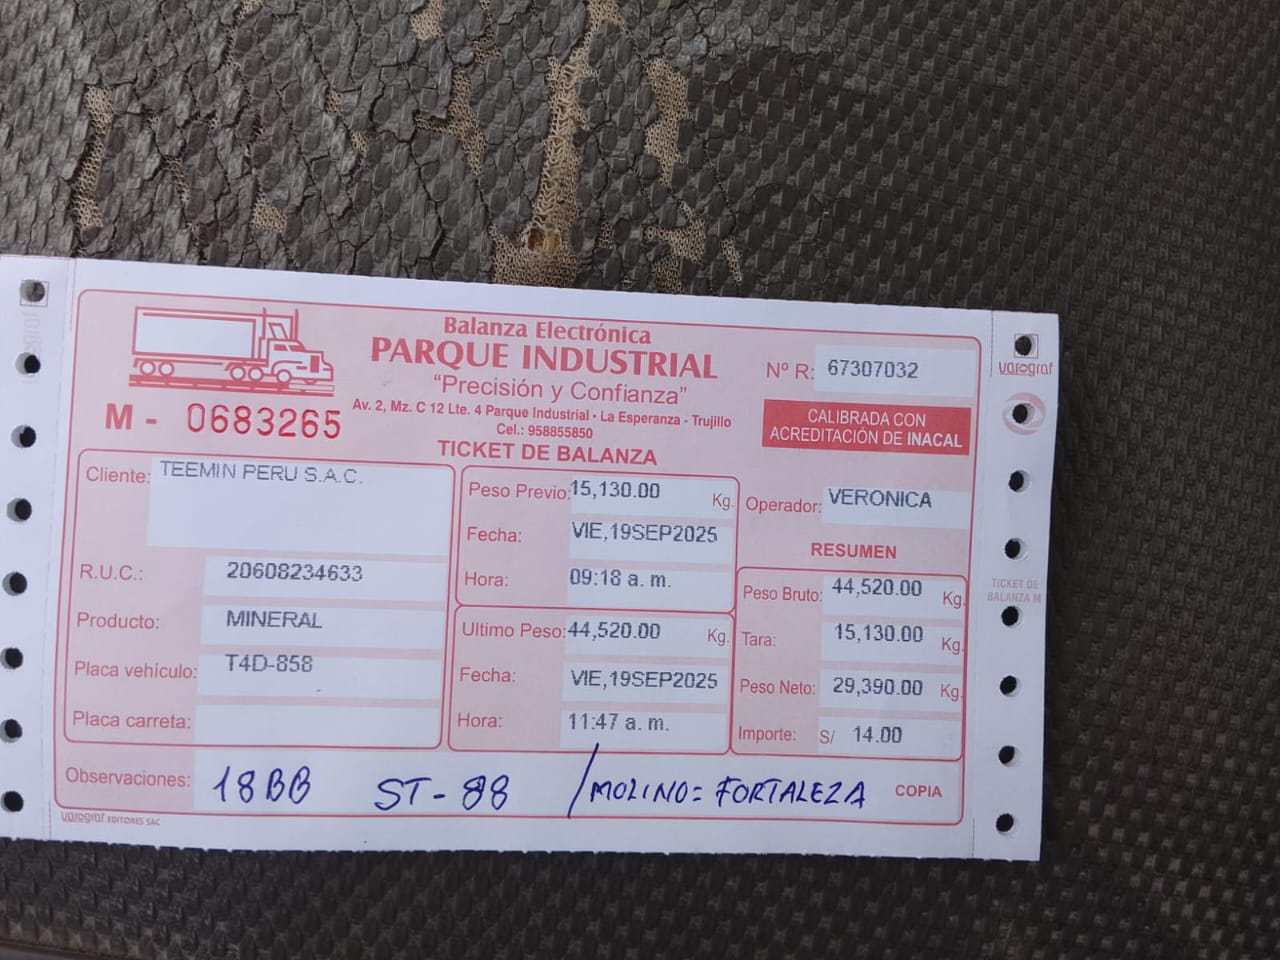 Balanza Electrónica
PARQUE INDUSTRIAL
"Precisión y Confianza"
Av. 2, Mz. C 12 Lte. 4 Parque Industrial • La Esperanza - Trujillo
Cel.: 958855850
M - 0683265
Nº R: 67307032
CALIBRADA CON
ACREDITACIÓN DE INACAL
varograf
TICKET DE BALANZA
Cliente: TEEMIN PERU S.A.C.
R.U.C.: 20608234633
Producto: MINERAL
Placa vehículo: T4D-858
Placa carreta:
Peso Previo: 15,130.00 Kg.
Fecha: VIE,19SEP2025
Hora: 09:18 a. m.
Ultimo Peso: 44,520.00 Kg.
Fecha: VIE,19SEP2025
Hora: 11:47 a. m.
Operador: VERONICA
RESUMEN
Peso Bruto: 44,520.00 Kg.
Tara: 15,130.00 Kg.
Peso Neto: 29,390.00 Kg.
Importe: S/ 14.00
TICKET DE
BALANZA M
Observaciones: 18BB ST-88 /MOLINO= FORTALEZA COPIA
varograf EDITORES SAC